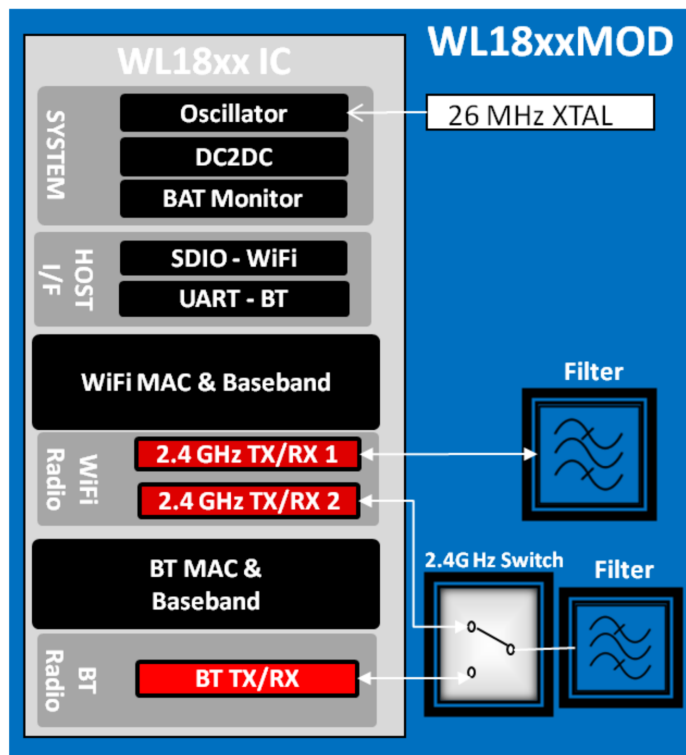 WL18xxMOD
WL18xx IC
SYSTEM
Oscillator
26 MHz XTAL
DC2DC
BAT Monitor
HOST
I/F
SDIO - WiFi
UART - BT
WiFi MAC & Baseband
Filter
WiFi
Radio
2.4 GHz TX/RX 1
2.4 GHz TX/RX 2
BT MAC &
Baseband
2.4G Hz Switch
Filter
BT
Radio
BT TX/RX